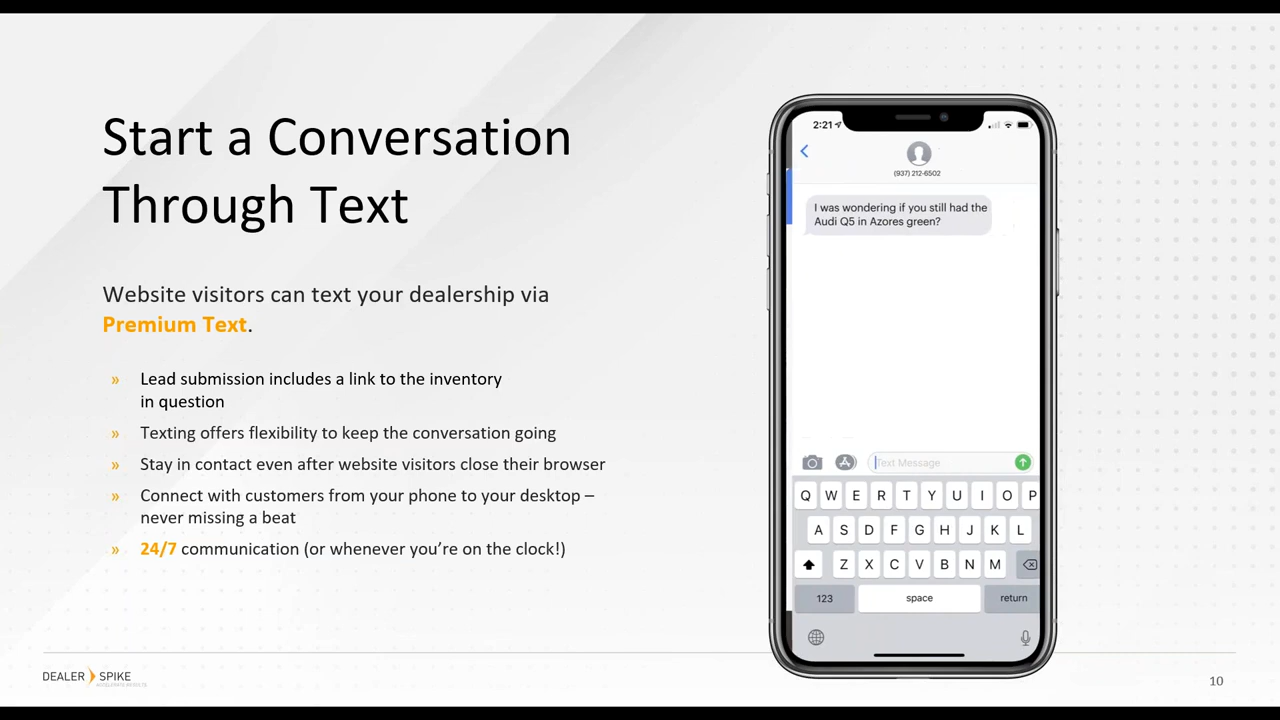 Start a Conversation
Through Text
Website visitors can text your dealership via
Premium Text.
» Lead submission includes a link to the inventory
in question
» Texting offers flexibility to keep the conversation going
» Stay in contact even after website visitors close their browser
» Connect with customers from your phone to your desktop –
never missing a beat
» 24/7 communication (or whenever you're on the clock!)
2:21
(937) 212-6502
I was wondering if you still had the
Audi Q5 in Azores green?
Text Message
Q W E R T Y U I O P
A S D F G H J K L
Z X C V B N M
123 space return
DEALER SPIKE
10